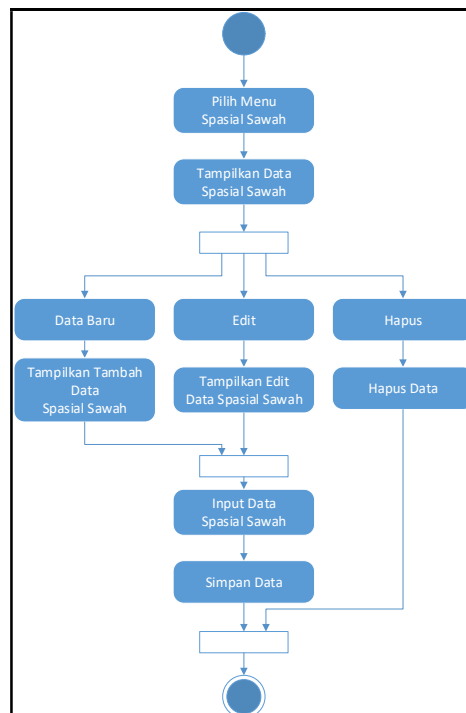 Pilih Menu
Spasial Sawah
Tampilkan Data
Spasial Sawah
Data Baru
Edit
Hapus
Tampilkan Tambah
Data
Spasial Sawah
Tampilkan Edit
Data Spasial Sawah
Hapus Data
Input Data
Spasial Sawah
Simpan Data